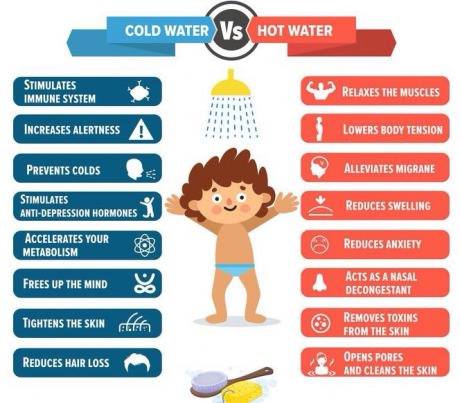 COLD WATER Vs HOT WATER
STIMULATES
IMMUNE SYSTEM
INCREASES ALERTNESS
PREVENTS COLDS
STIMULATES
ANTI-DEPRESSION HORMONES
ACCELERATES YOUR
METABOLISM
FREES UP THE MIND
TIGHTENS THE SKIN
REDUCES HAIR LOSS
RELAXES THE MUSCLES
LOWERS BODY TENSION
ALLEVIATES MIGRANE
REDUCES SWELLING
REDUCES ANXIETY
ACTS AS A NASAL
DECONGESTANT
REMOVES TOXINS
FROM THE SKIN
OPENS PORES
AND CLEANS THE SKIN